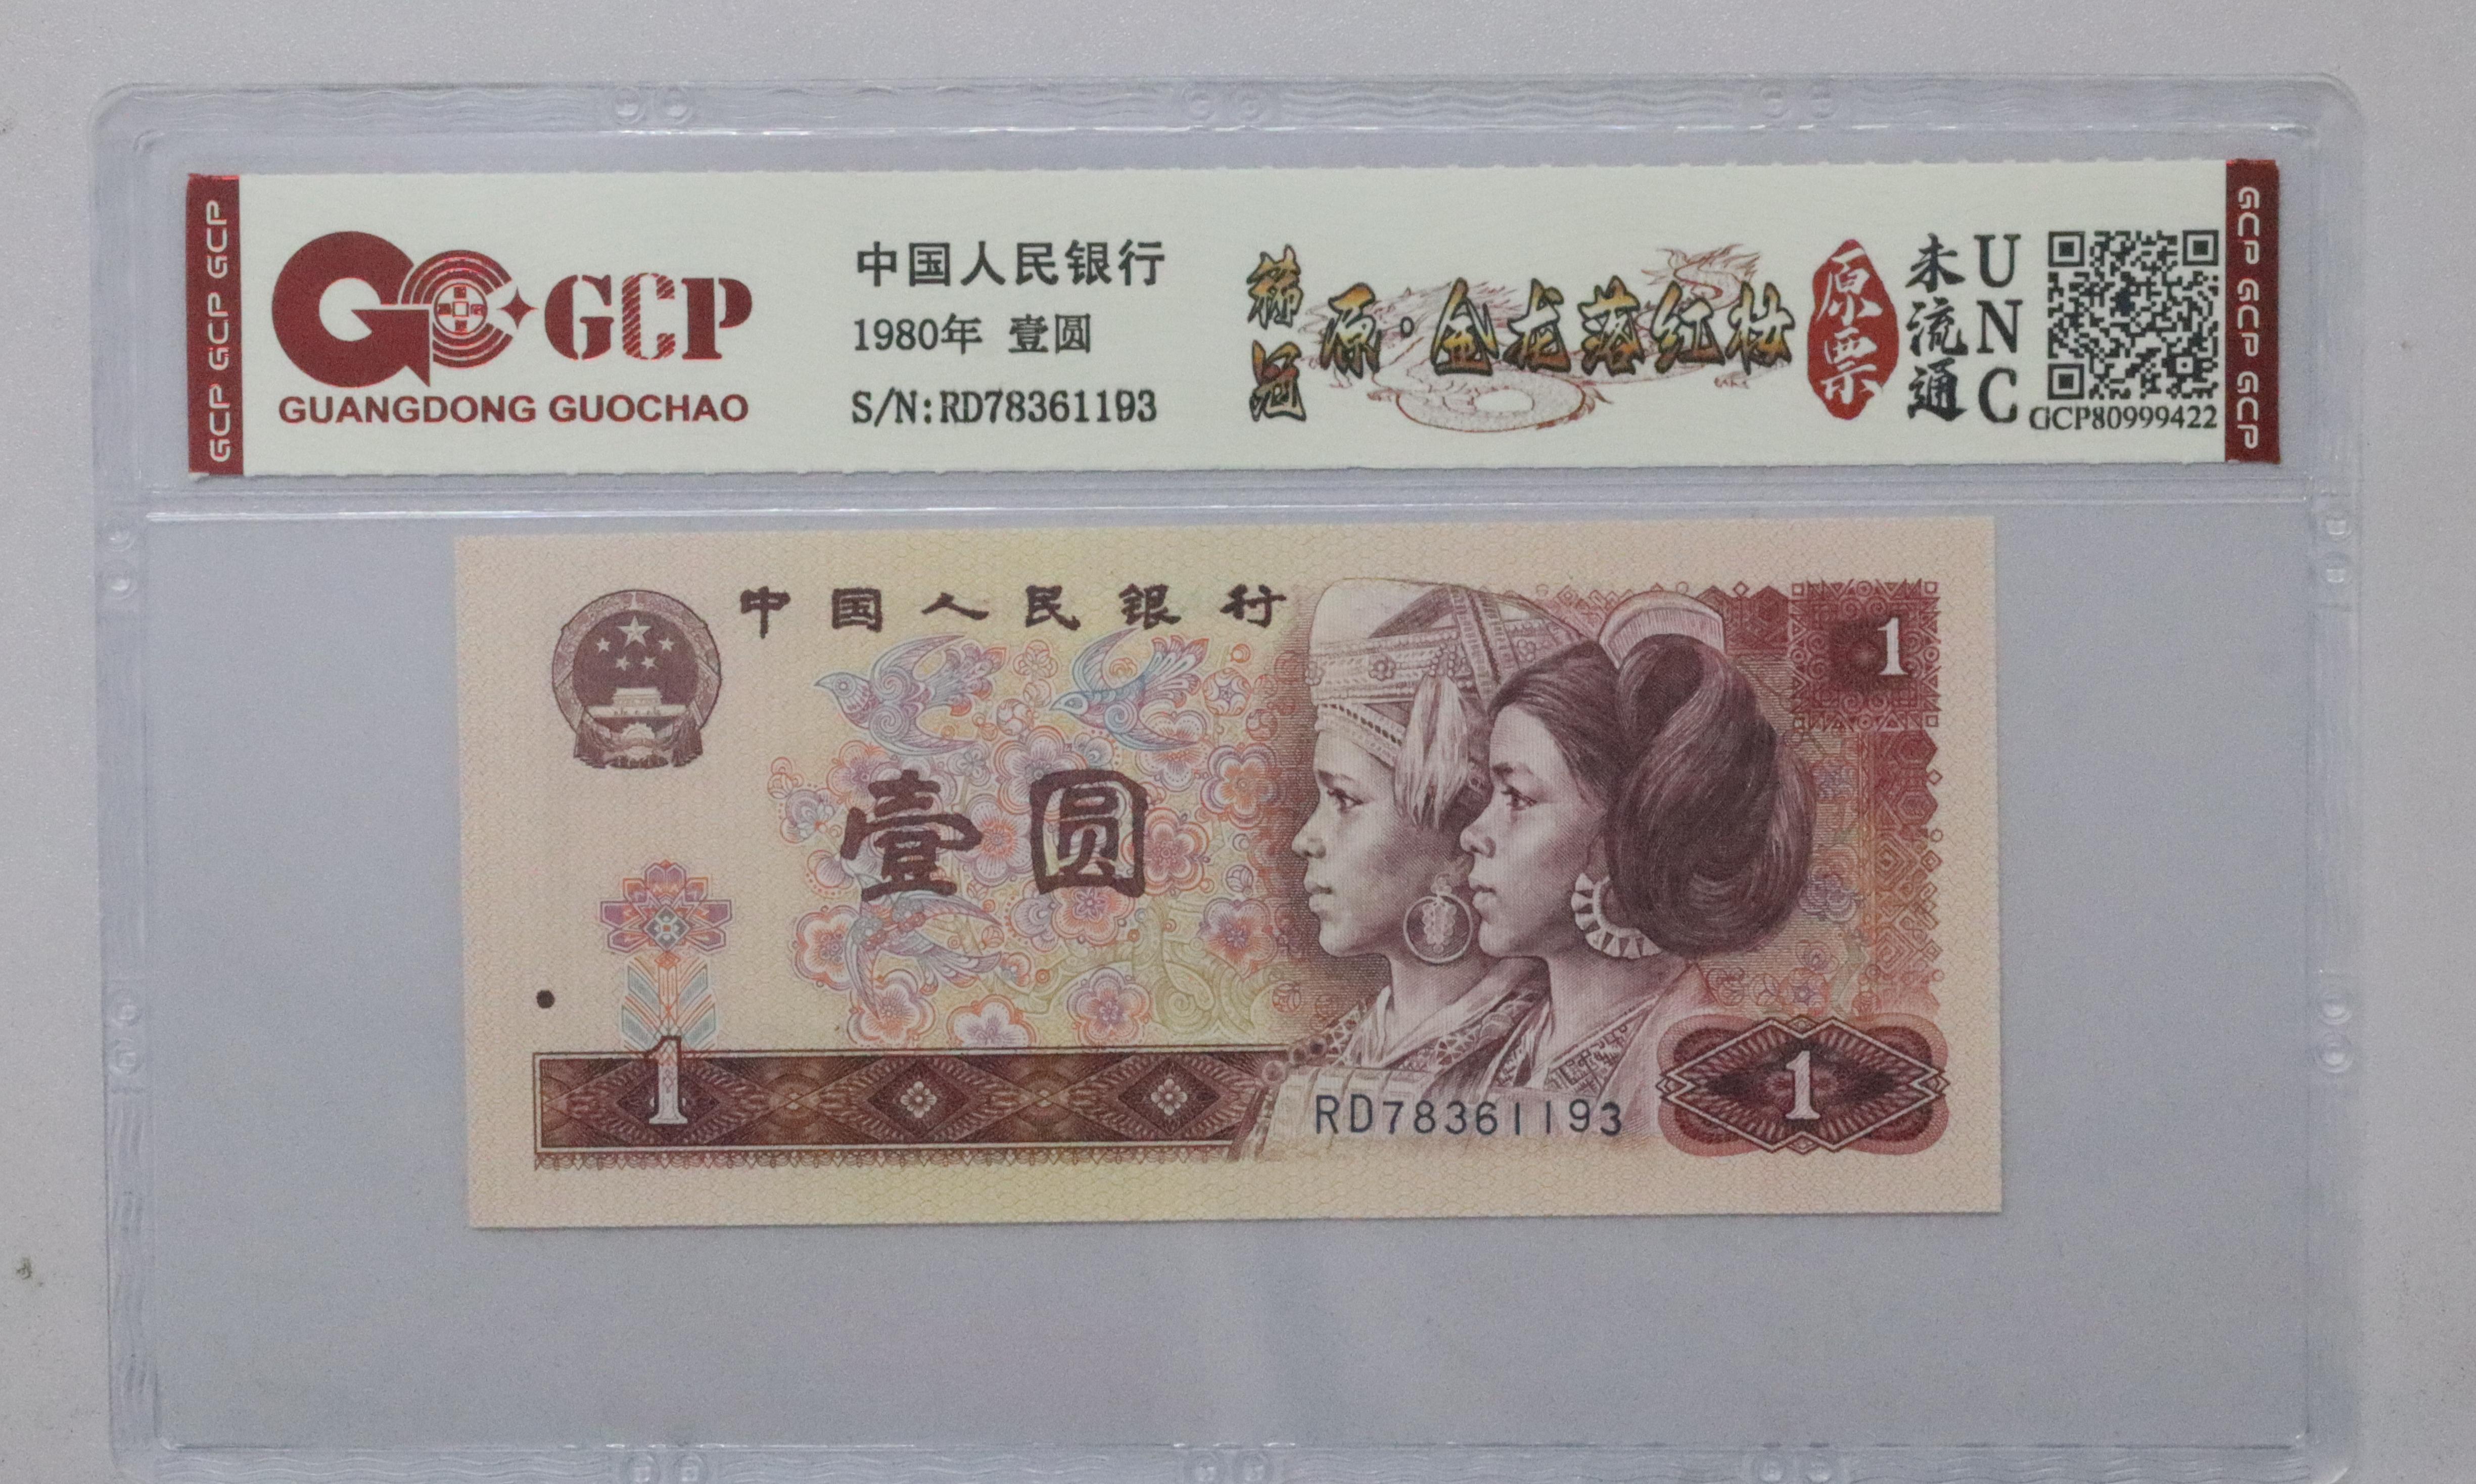 GCP GCP GCP
GCP
GUANGDONG GUOCHAO
中国人民银行
1980年 壹圆
S/N:RD78361193
稀冠
原·金龙落红妆
原票
未流通
UNC
GCP80999422
GCP GCP GCP
中国人民银行
1
壹圆
1
RD78361193
1